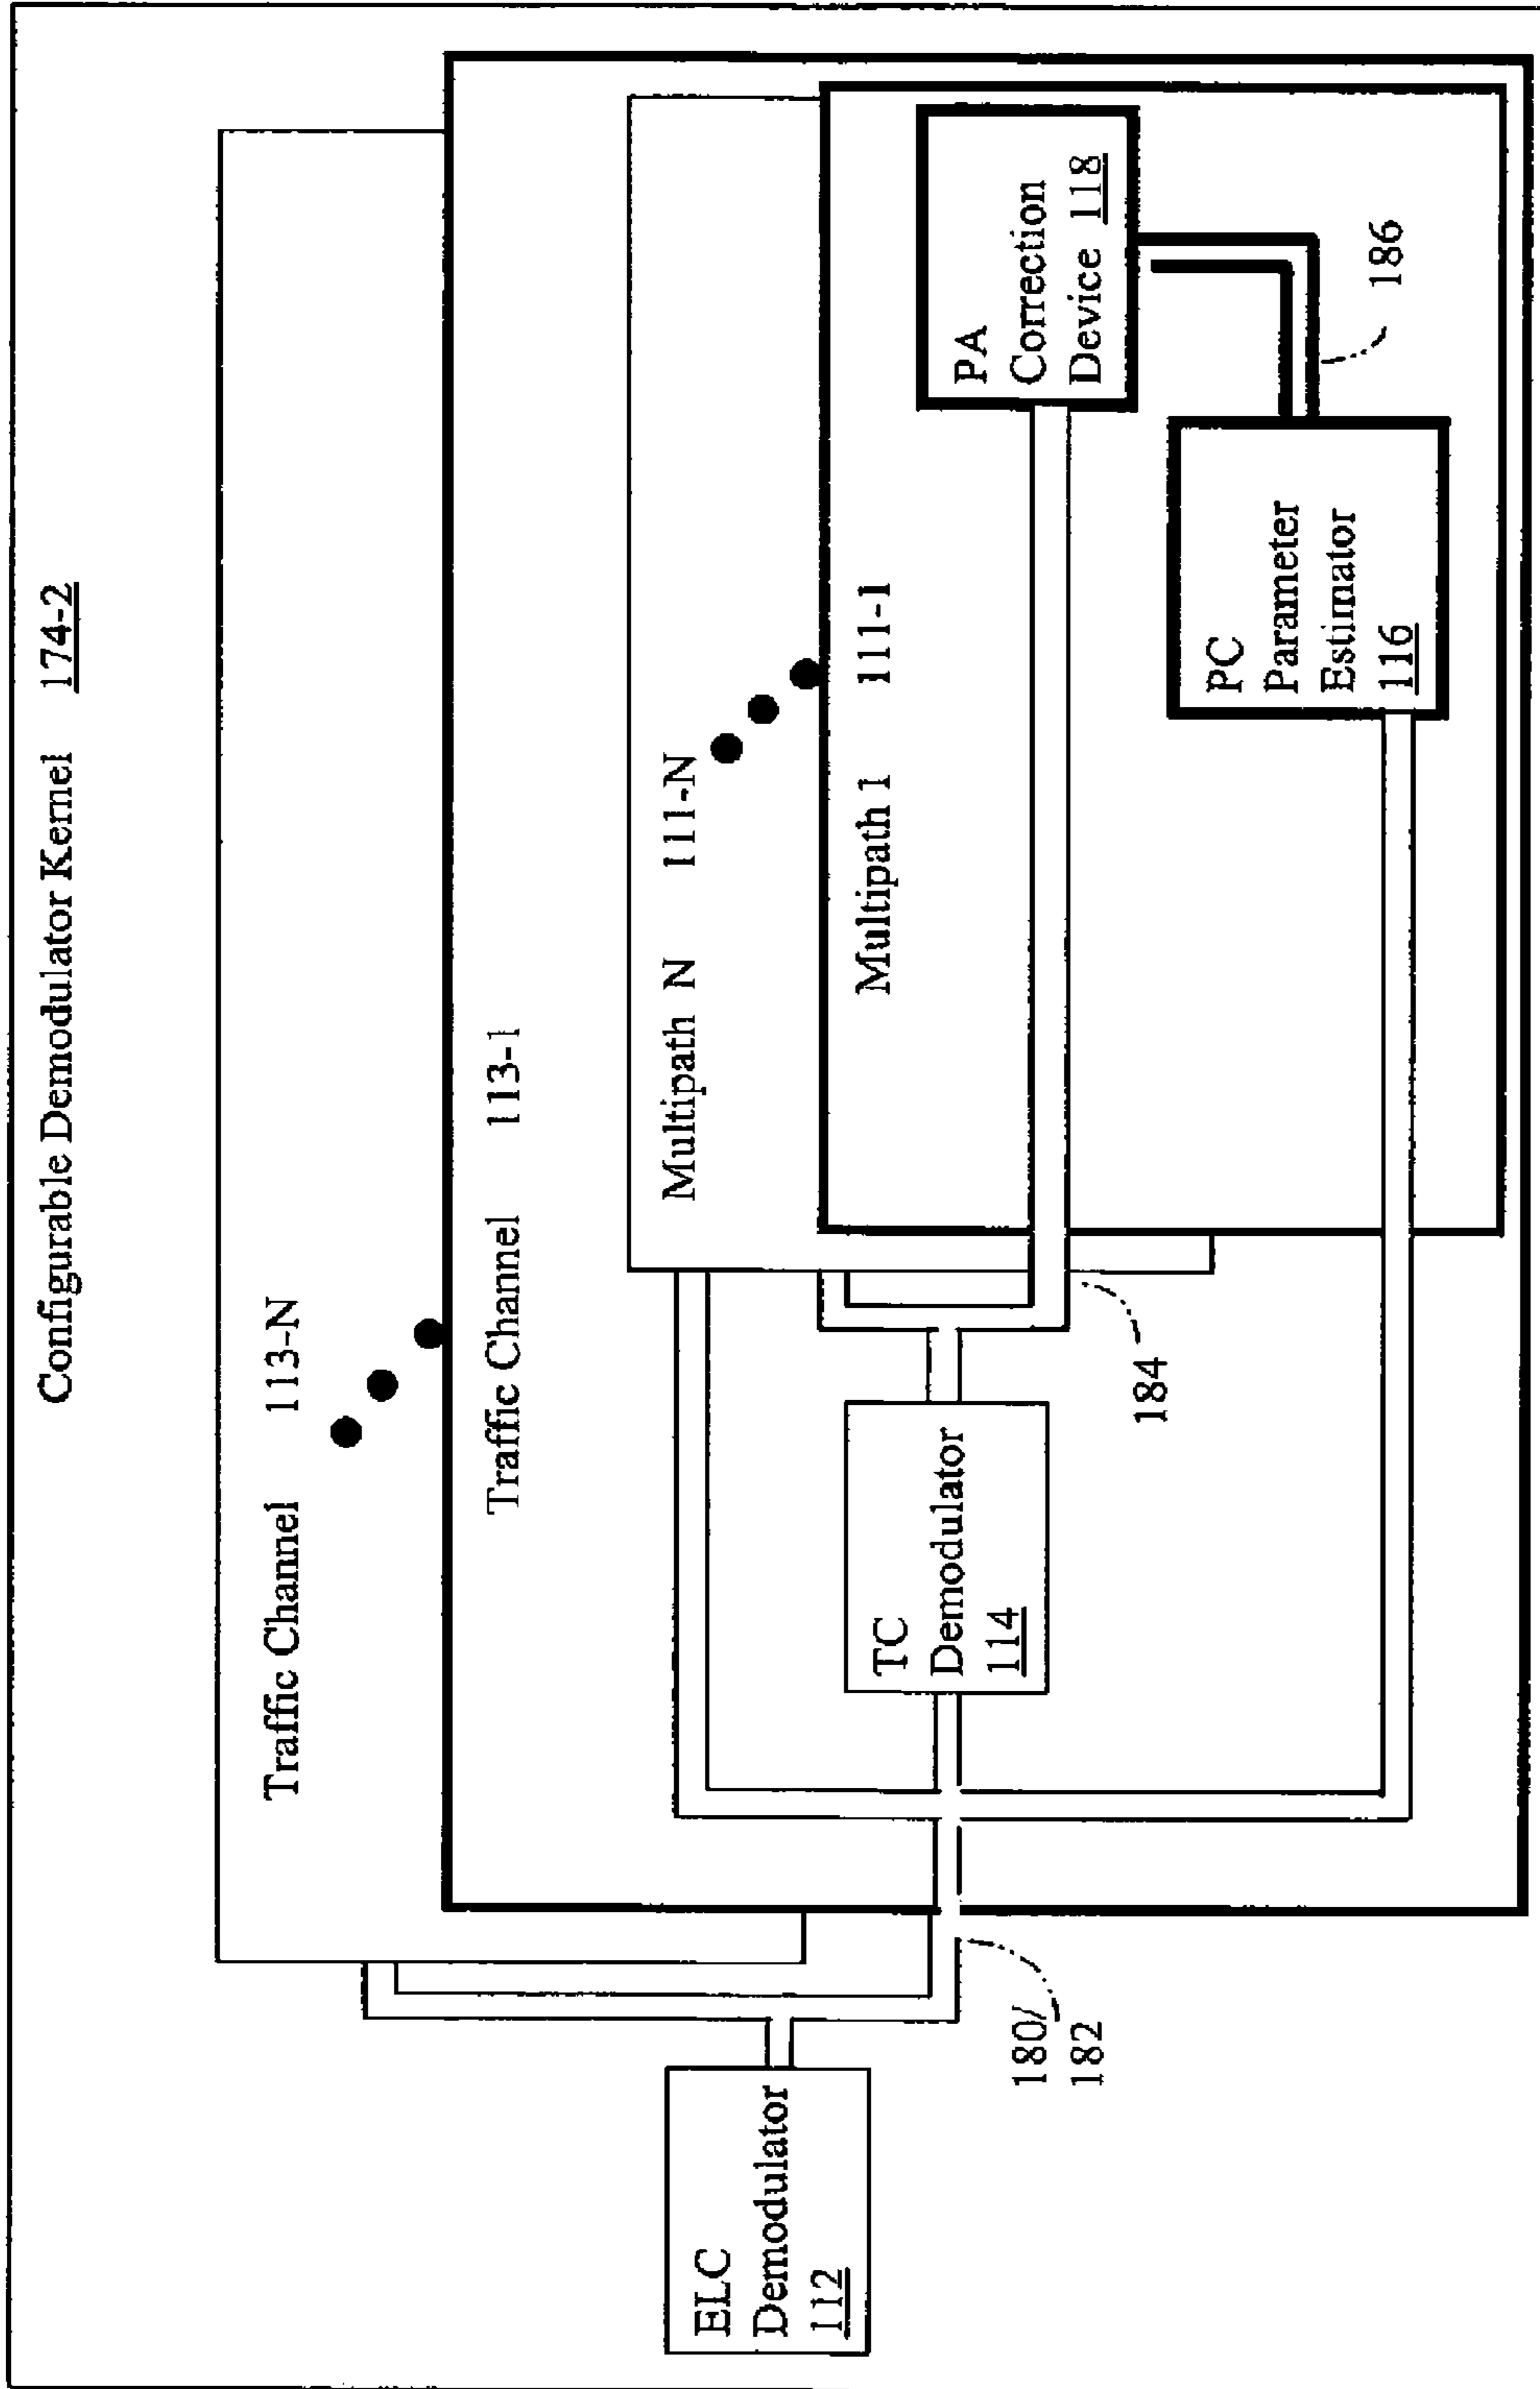 Configurable Demodulator Kernel 174-2
Traffic Channel 113-N
Traffic Channel 113-1
Multipath N 111-N
Multipath 1 111-1
ELC
Demodulator
112
180/
182
TC
Demodulator
114
184
PA
Correction
Device 118
PC
Parameter
Estimator
116
186